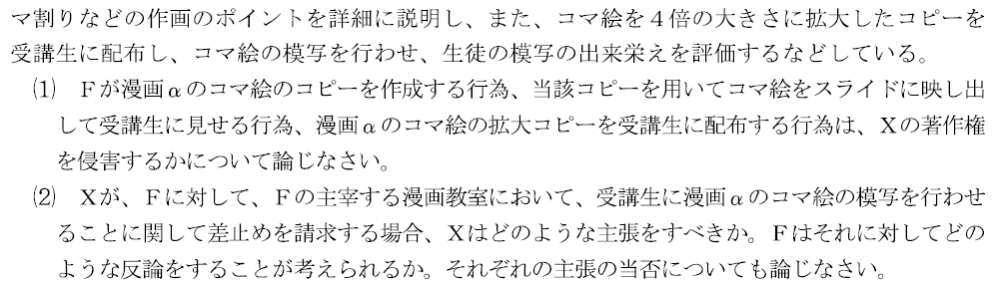 マ割りなどの作画のポイントを詳細に説明し、また、コマ絵を４倍の大きさに拡大したコピーを
受講生に配布し、コマ絵の模写を行わせ、生徒の模写の出来栄えを評価するなどしている。
⑴　Ｆが漫画αのコマ絵のコピーを作成する行為、当該コピーを用いてコマ絵をスライドに映し出
して受講生に見せる行為、漫画αのコマ絵の拡大コピーを受講生に配布する行為は、Ｘの著作権
を侵害するかについて論じなさい。
⑵　Ｘが、Ｆに対して、Ｆの主宰する漫画教室において、受講生に漫画αのコマ絵の模写を行わせ
ることに関して差止めを請求する場合、Ｘはどのような主張をすべきか。Ｆはそれに対してどの
ような反論をすることが考えられるか。それぞれの主張の当否についても論じなさい。